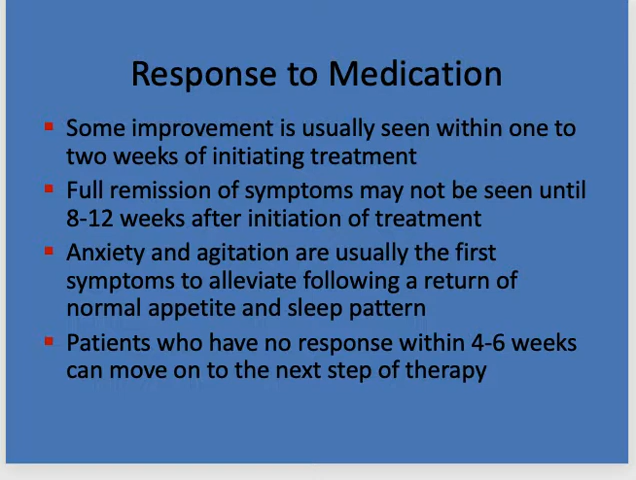 Response to Medication
Some improvement is usually seen within one to
two weeks of initiating treatment
Full remission of symptoms may not be seen until
8-12 weeks after initiation of treatment
Anxiety and agitation are usually the first
symptoms to alleviate following a return of
normal appetite and sleep pattern
Patients who have no response within 4-6 weeks
can move on to the next step of therapy